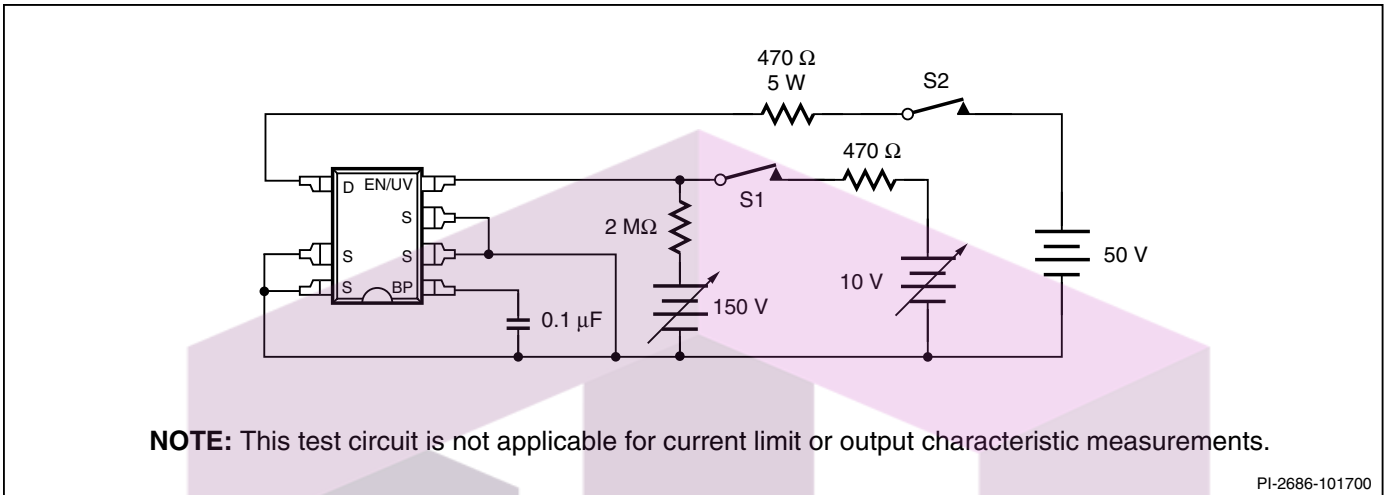 470 Ω
5 W
S2
470 Ω
D EN/UV
S1
S
2 MΩ
S S
50 V
10 V
S BP
150 V
0.1 µF
NOTE: This test circuit is not applicable for current limit or output characteristic measurements.
PI-2686-101700